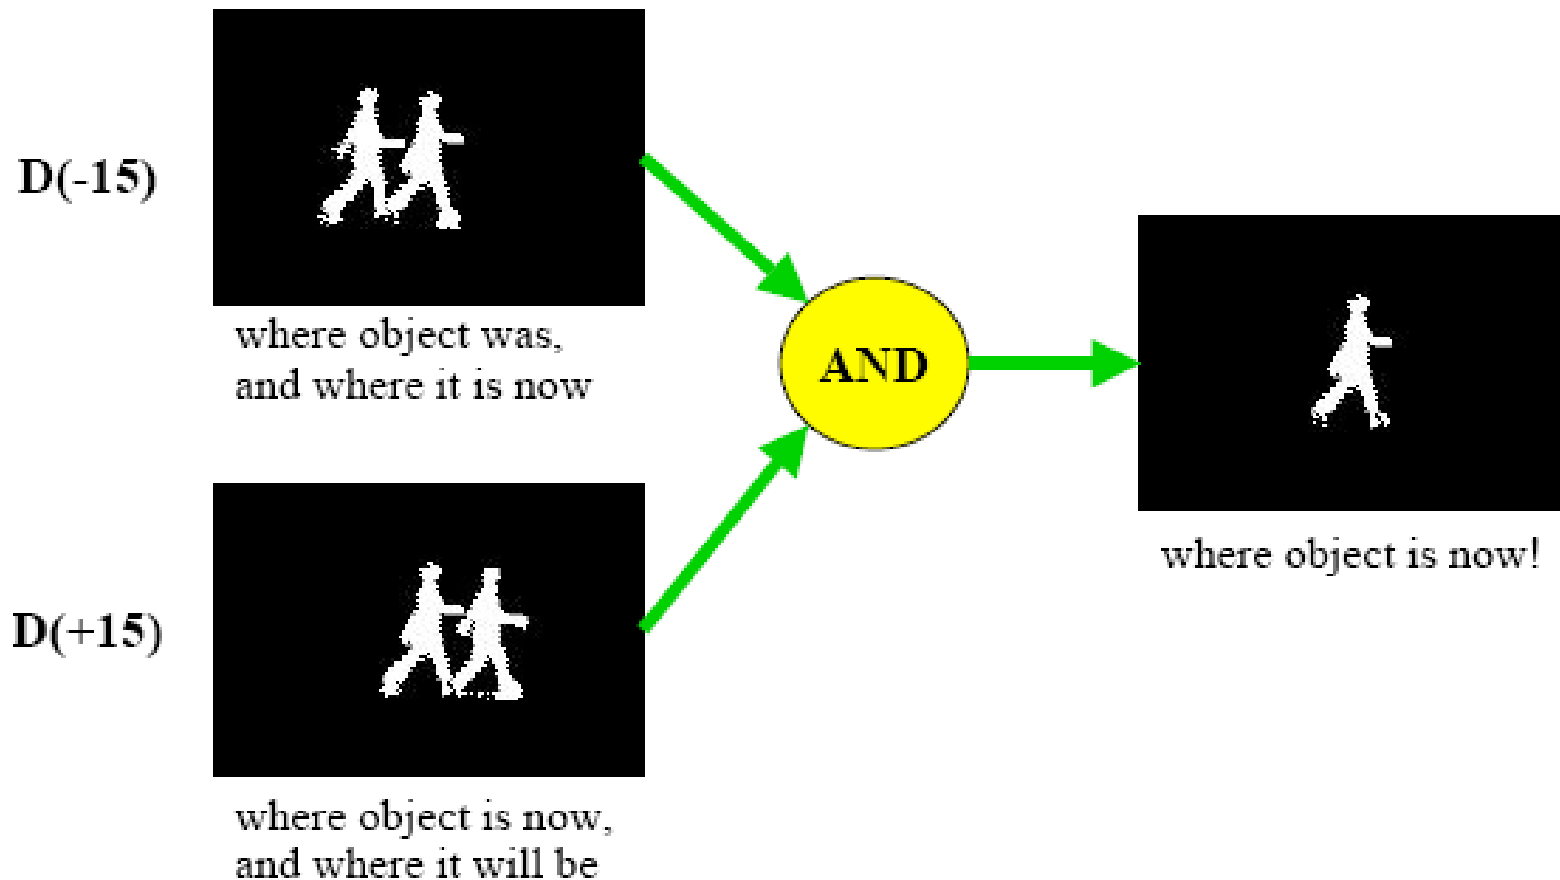 D(-15)
where object was,
and where it is now
AND
where object is now!
D(+15)
where object is now,
and where it will be